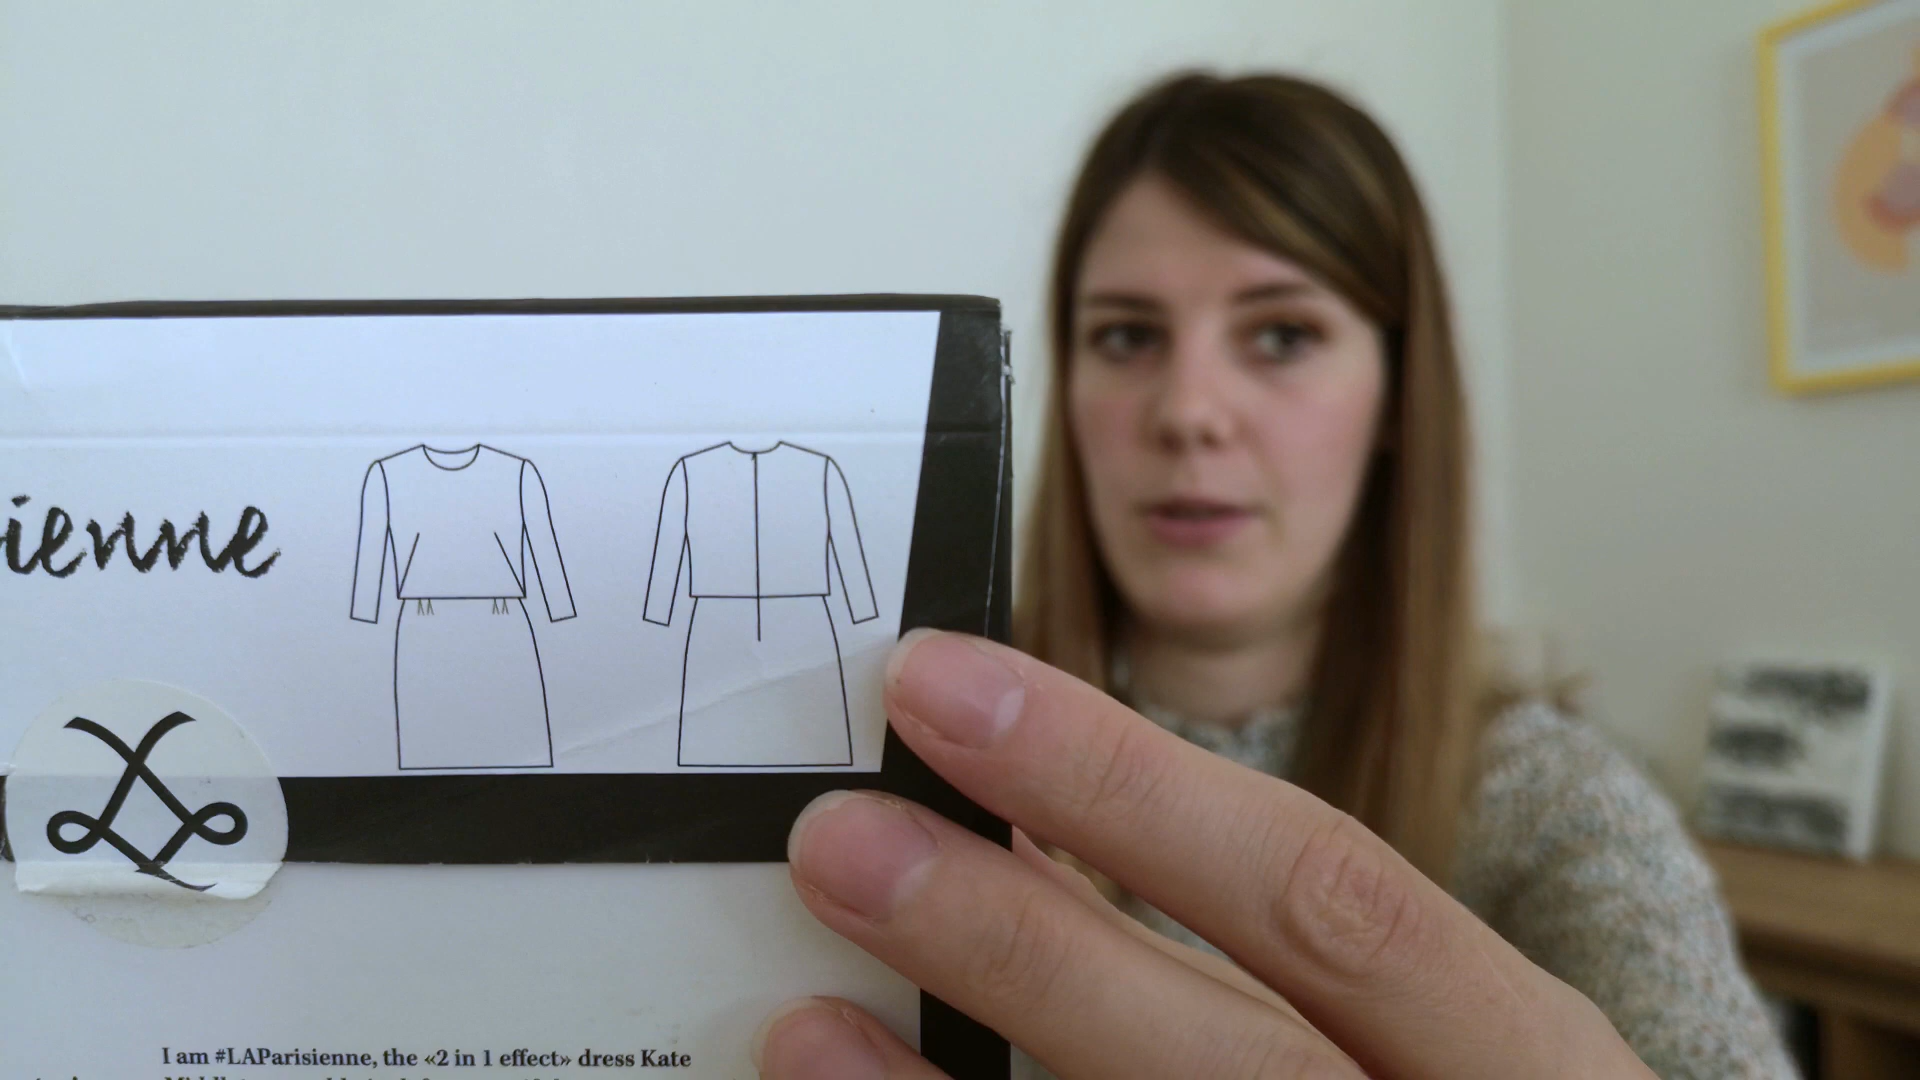 ienne
I am #LAParisienne, the «2 in 1 effect» dress Kate